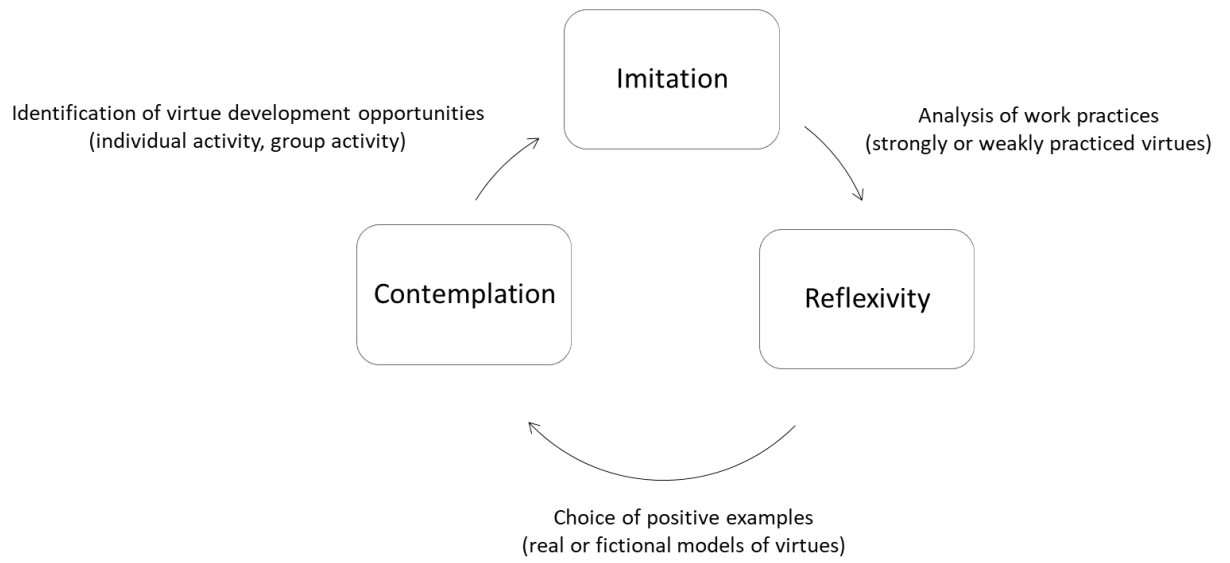 Imitation
Identification of virtue development opportunities
(individual activity, group activity)
Analysis of work practices
(strongly or weakly practiced virtues)
Contemplation
Reflexivity
Choice of positive examples
(real or fictional models of virtues)